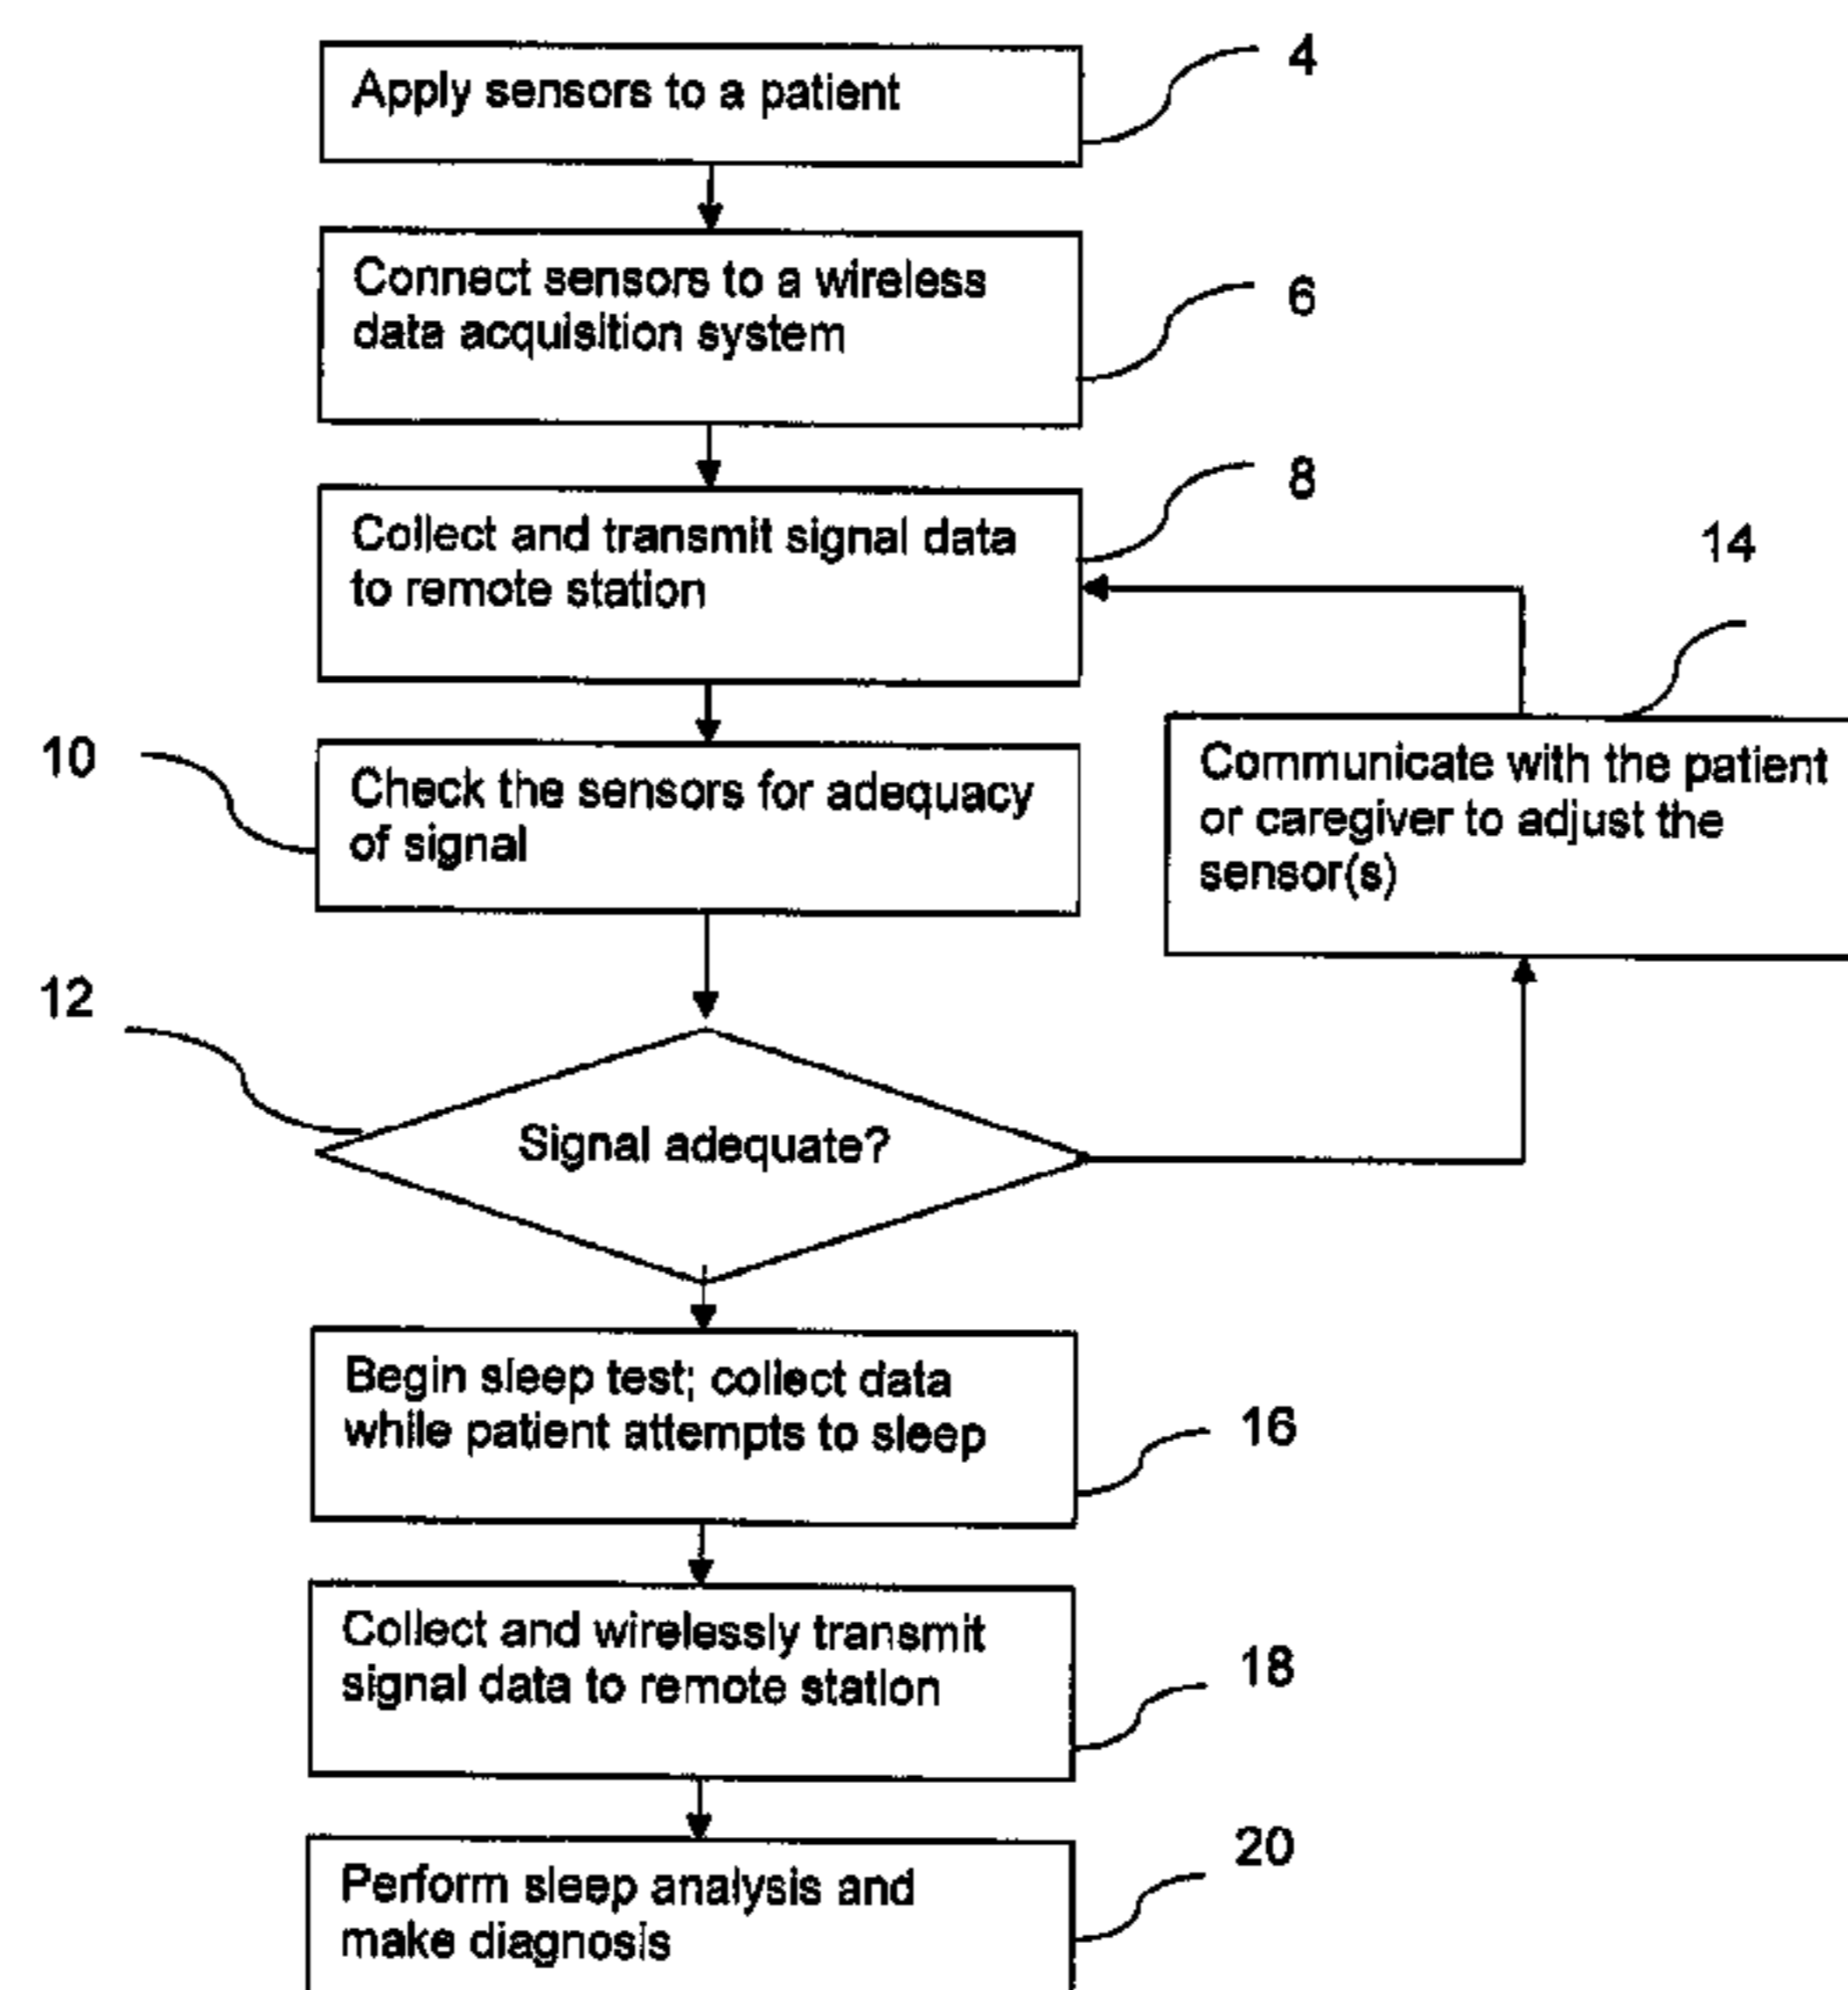 Apply sensors to a patient
4
Connect sensors to a wireless
data acquisition system
6
Collect and transmit signal data
to remote station
8
14
10
Check the sensors for adequacy
of signal
Communicate with the patient
or caregiver to adjust the
sensor(s)
12
Signal adequate?
Begin sleep test; collect data
while patient attempts to sleep
16
Collect and wirelessly transmit
signal data to remote station
18
Perform sleep analysis and
make diagnosis
20